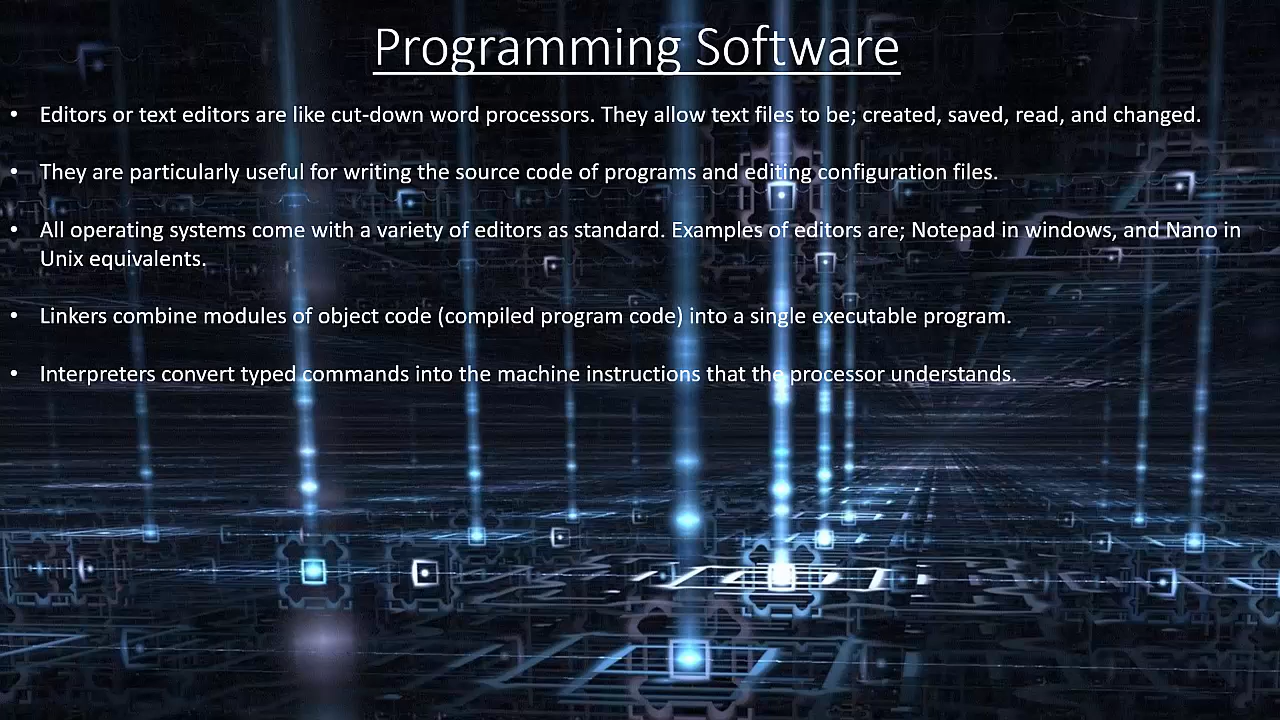 Programming Software
• Editors or text editors are like cut-down word processors. They allow text files to be; created, saved, read, and changed.
• They are particularly useful for writing the source code of programs and editing configuration files.
• All operating systems come with a variety of editors as standard. Examples of editors are; Notepad in windows, and Nano in
Unix equivalents.
• Linkers combine modules of object code (compiled program code) into a single executable program.
• Interpreters convert typed commands into the machine instructions that the processor understands.